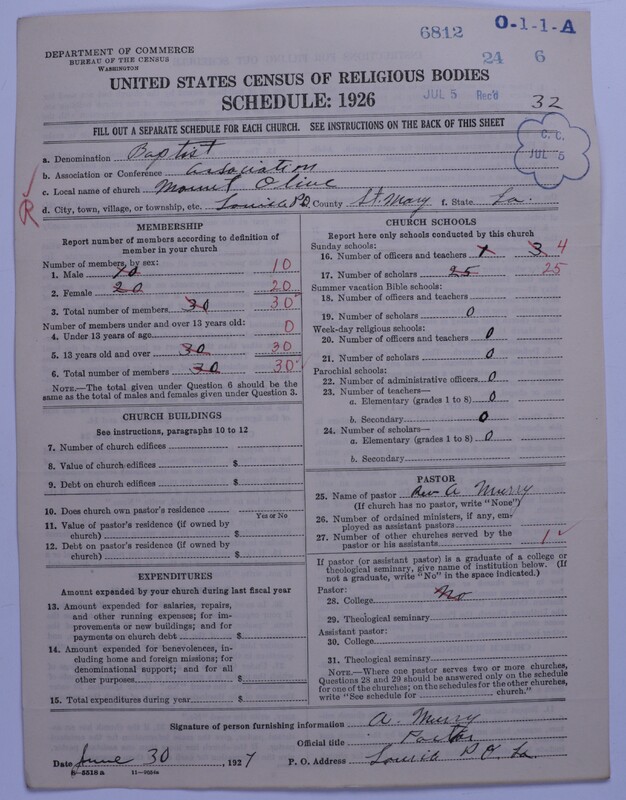 6812 O-1-1-A
DEPARTMENT OF COMMERCE
BUREAU OF THE CENSUS
WASHINGTON
24 6
UNITED STATES CENSUS OF RELIGIOUS BODIES
SCHEDULE: 1926
JUL 5 Rec'd
32
FILL OUT A SEPARATE SCHEDULE FOR EACH CHURCH. SEE INSTRUCTIONS ON THE BACK OF THIS SHEET
C. C.
JUL 5
a. Denomination Baptist
b. Association or Conference Association
c. Local name of church Mount Olive
d. City, town, village, or township, etc. Louisa P.O. County St. Mary f. State La.
R
MEMBERSHIP
Report number of members according to definition of
member in your church
Number of members, by sex:
1. Male 10 10
2. Female 20 20
3. Total number of members 30 30
Number of members under and over 13 years old:
4. Under 13 years of age 0
5. 13 years old and over 30 30
6. Total number of members 30 30
NOTE.—The total given under Question 6 should be the
same as the total of males and females given under Question 3.
CHURCH BUILDINGS
See instructions, paragraphs 10 to 12
7. Number of church edifices
8. Value of church edifices $
9. Debt on church edifices $
10. Does church own pastor's residence
Yes or No
11. Value of pastor's residence (if owned by
church) $
12. Debt on pastor's residence (if owned by
church) $
EXPENDITURES
Amount expended by your church during last fiscal year
13. Amount expended for salaries, repairs,
and other running expenses; for im-
provements or new buildings; and for
payments on church debt $
14. Amount expended for benevolences, in-
cluding home and foreign missions; for
denominational support; and for all
other purposes $
15. Total expenditures during year $
CHURCH SCHOOLS
Report here only schools conducted by this church
Sunday schools:
16. Number of officers and teachers 1 3 4
17. Number of scholars 25 25
Summer vacation Bible schools:
18. Number of officers and teachers
19. Number of scholars 0
Week-day religious schools:
20. Number of officers and teachers 0
21. Number of scholars 0
Parochial schools:
22. Number of administrative officers 0
23. Number of teachers—
a. Elementary (grades 1 to 8) 0
b. Secondary 0
24. Number of scholars—
a. Elementary (grades 1 to 8) 0
b. Secondary
PASTOR
25. Name of pastor Rev A Murry
(If church has no pastor, write "None")
26. Number of ordained ministers, if any, em-
ployed as assistant pastors
27. Number of other churches served by the
pastor or his assistants 1
If pastor (or assistant pastor) is a graduate of a college or
theological seminary, give name of institution below. (If
not a graduate, write "No" in the space indicated.)
Pastor:
28. College No
29. Theological seminary
Assistant pastor:
30. College
31. Theological seminary
NOTE.—Where one pastor serves two or more churches,
Questions 28 and 29 should be answered only on the schedule
for one of the churches; on the schedules for the other churches,
write "See schedule for church."
Signature of person furnishing information A. Murry
Official title Pastor
Date June 30, 1927 P. O. Address Louisa P O La.
8—5518 a 11—9554a